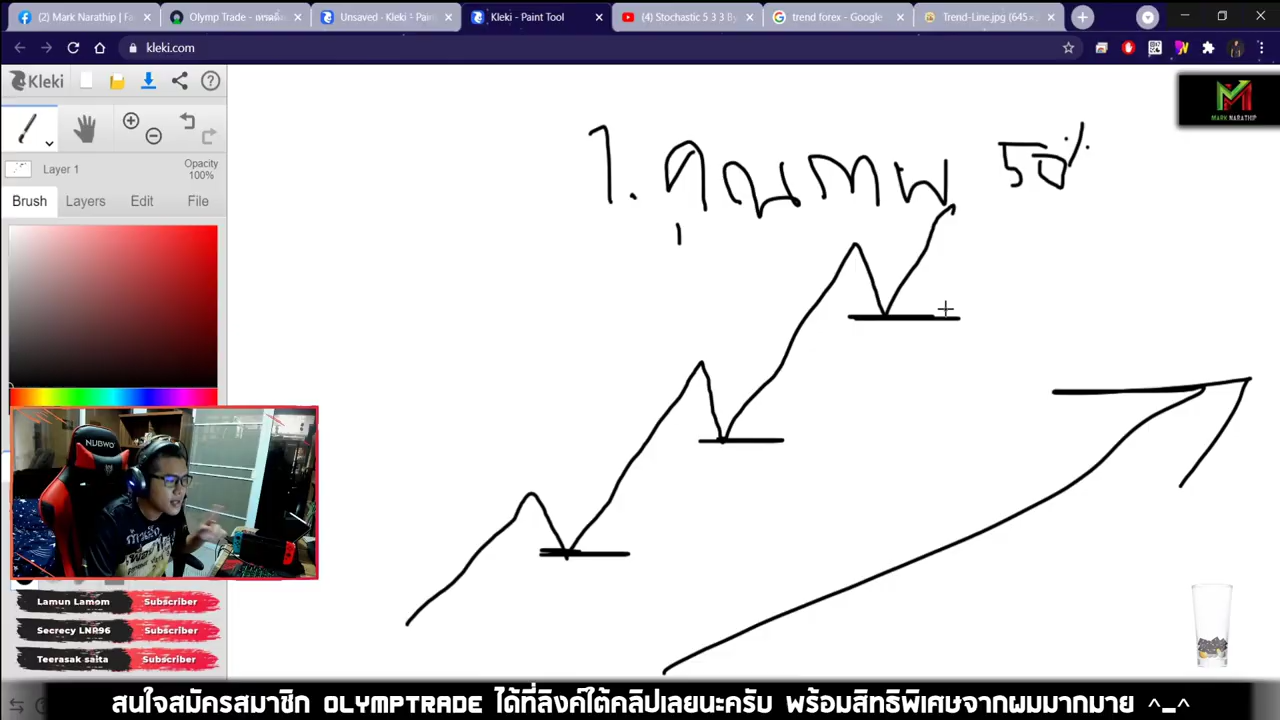 (2) Mark Narathip | Fa
Olymp Trade - เทรดดิ้ง
Unsaved - Kleki - Pain
Kleki - Paint Tool
(4) Stochastic 5 3 3 By
trend forex - Google
Trend-Line.jpg (645×
kleki.com
Kleki
MARK NARATHIP
Layer 1
Opacity
100%
Brush
Layers
Edit
File
1. คุณภาพ 50%
NUBWO
Lamun Lamom
Subscriber
Secrecy LNR96
Subscriber
Teerasak saita
Subscriber
สนใจสมัครสมาชิก OLYMPTRADE ได้ที่ลิงค์ใต้คลิปเลยนะครับ พร้อมสิทธิพิเศษจากผมมากมาย ^_^